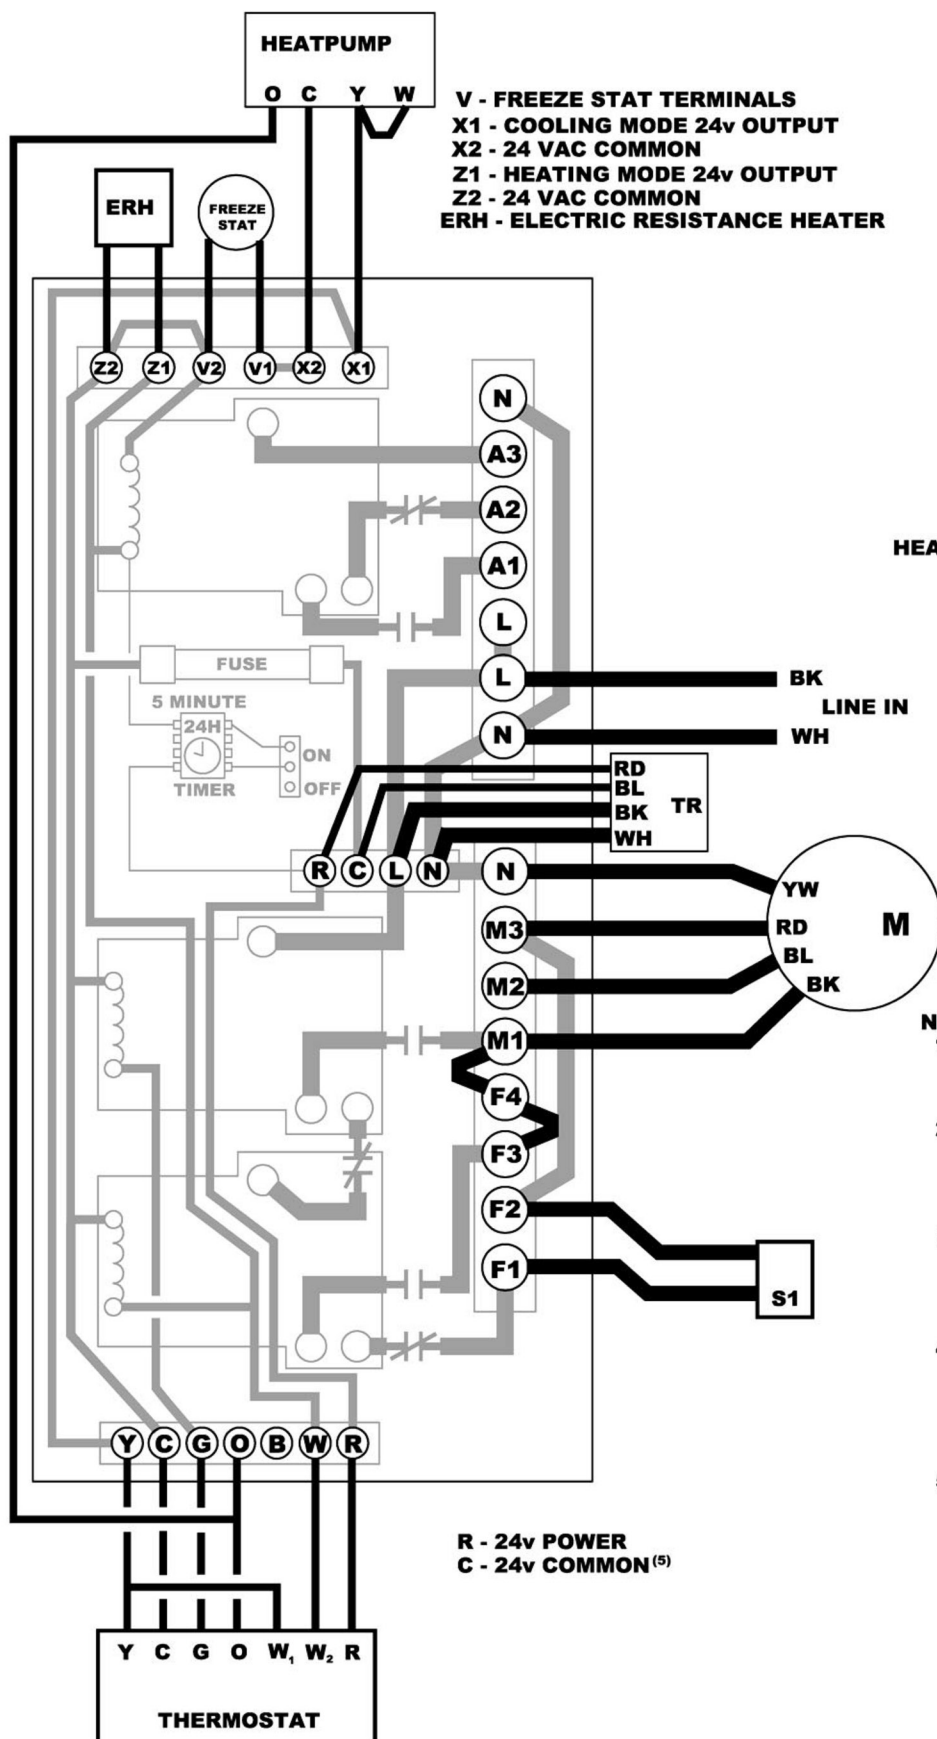 HEATPUMP
O C Y W
V - FREEZE STAT TERMINALS
X1 - COOLING MODE 24v OUTPUT
X2 - 24 VAC COMMON
Z1 - HEATING MODE 24v OUTPUT
Z2 - 24 VAC COMMON
ERH - ELECTRIC RESISTANCE HEATER
ERH
FREEZE
STAT
Z2 Z1 V2 V1 X2 X1
N
A3
A2
A1
L
L
N
HEA
BK
LINE IN
WH
FUSE
5 MINUTE
24H
TIMER
ON
OFF
RD
BL
BK
WH
TR
R C L N
N
M3
M2
M1
F4
F3
F2
F1
YW
RD
BL
BK
M
N
S1
Y C G O B W R
R - 24v POWER
C - 24v COMMON(5)
Y C G O W1 W2 R
THERMOSTAT